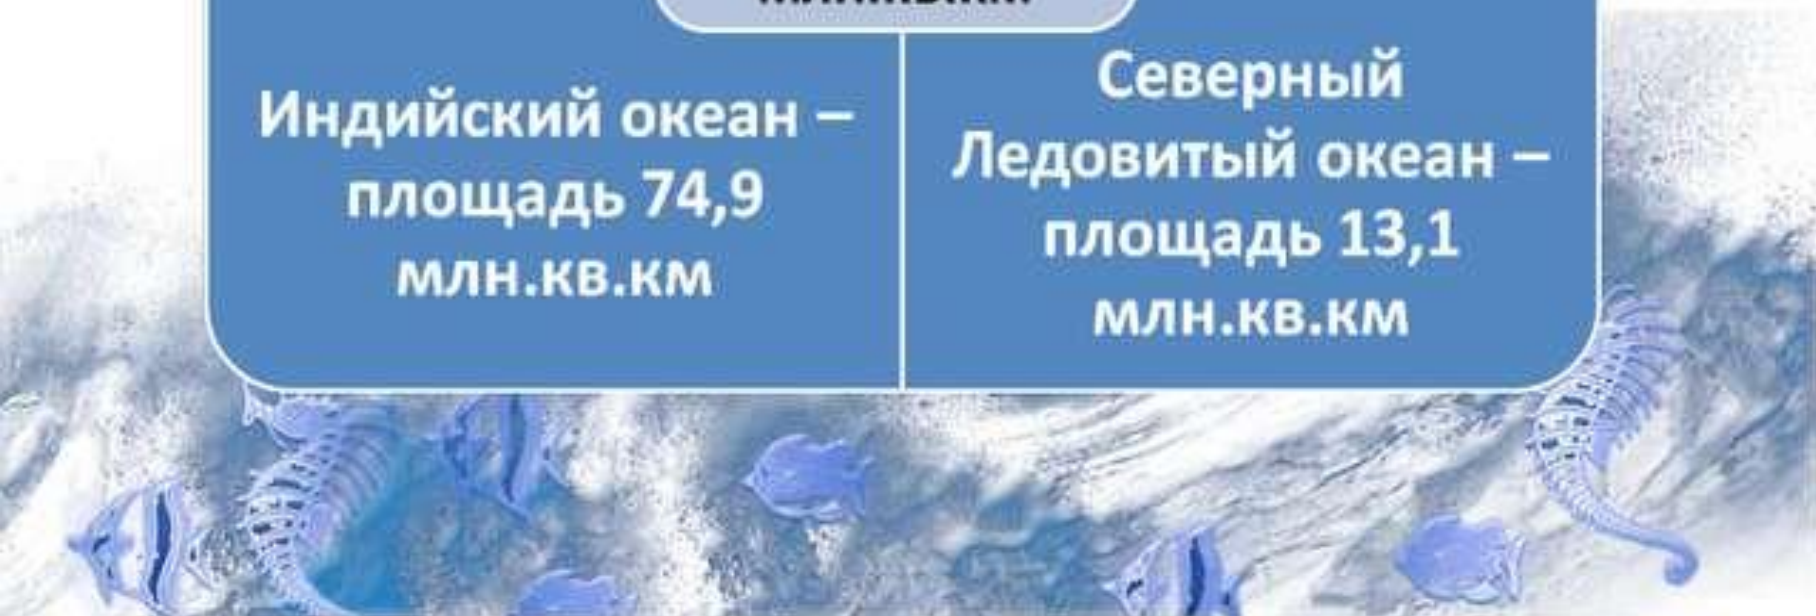 Индийский океан –
площадь 74,9
млн.кв.км
Северный
Ледовитый океан –
площадь 13,1
млн.кв.км